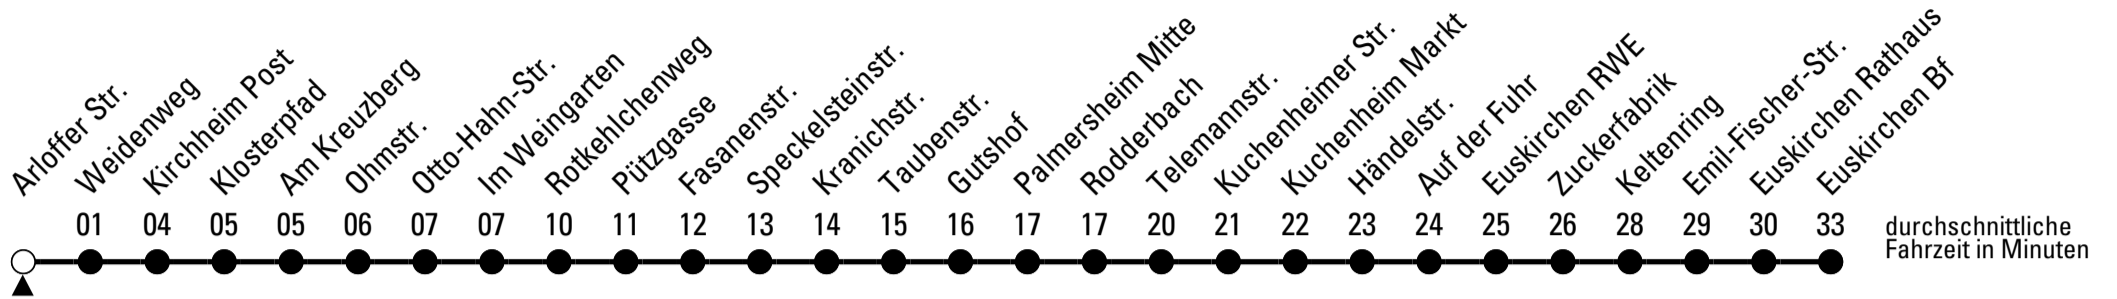 Arloffer Str.
Weidenweg
Kirchheim Post
Klosterpfad
Am Kreuzberg
Ohmstr.
Otto-Hahn-Str.
Im Weingarten
Rotkehlchenweg
Pützgasse
Fasanenstr.
Speckelsteinstr.
Kranichstr.
Taubenstr.
Gutshof
Palmersheim Mitte
Rodderbach
Telemannstr.
Kuchenheimer Str.
Kuchenheim Markt
Händelstr.
Auf der Fuhr
Euskirchen RWE
Zuckerfabrik
Keltenring
Emil-Fischer-Str.
Euskirchen Rathaus
Euskirchen Bf
01 04 05 05 06 07 07 10 11 12 13 14 15 16 17 17 20 21 22 23 24 25 26 28 29 30 33
durchschnittliche
Fahrzeit in Minuten